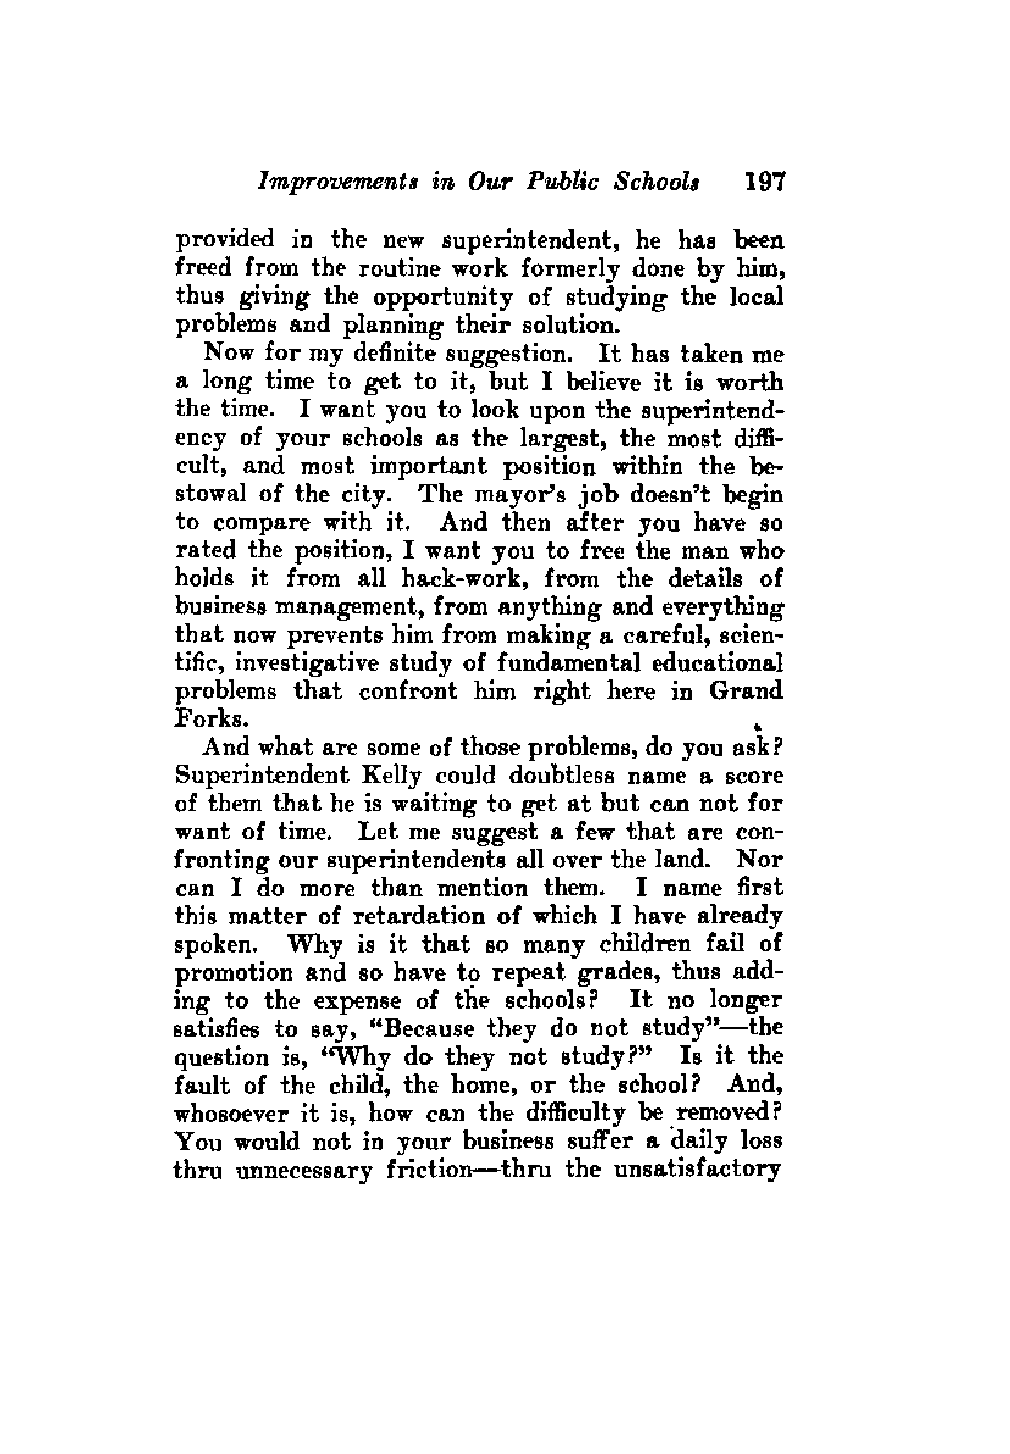 Improvements in Our Public Schools 197
provided in the new superintendent, he has been
freed from the routine work formerly done by him,
thus giving the opportunity of studying the local
problems and planning their solution.
Now for my definite suggestion. It has taken me
a long time to get to it, but I believe it is worth
the time. I want you to look upon the superintend-
ency of your schools as the largest, the most diffi-
cult, and most important position within the be-
stowal of the city. The mayor's job doesn't begin
to compare with it. And then after you have so
rated the position, I want you to free the man who
holds it from all hack-work, from the details of
business management, from anything and everything
that now prevents him from making a careful, scien-
tific, investigative study of fundamental educational
problems that confront him right here in Grand
Forks.
And what are some of those problems, do you ask?
Superintendent Kelly could doubtless name a score
of them that he is waiting to get at but can not for
want of time. Let me suggest a few that are con-
fronting our superintendents all over the land. Nor
can I do more than mention them. I name first
this matter of retardation of which I have already
spoken. Why is it that so many children fail of
promotion and so have to repeat grades, thus add-
ing to the expense of the schools? It no longer
satisfies to say, "Because they do not study"—the
question is, "Why do they not study?" Is it the
fault of the child, the home, or the school? And,
whosoever it is, how can the difficulty be removed?
You would not in your business suffer a daily loss
thru unnecessary friction—thru the unsatisfactory